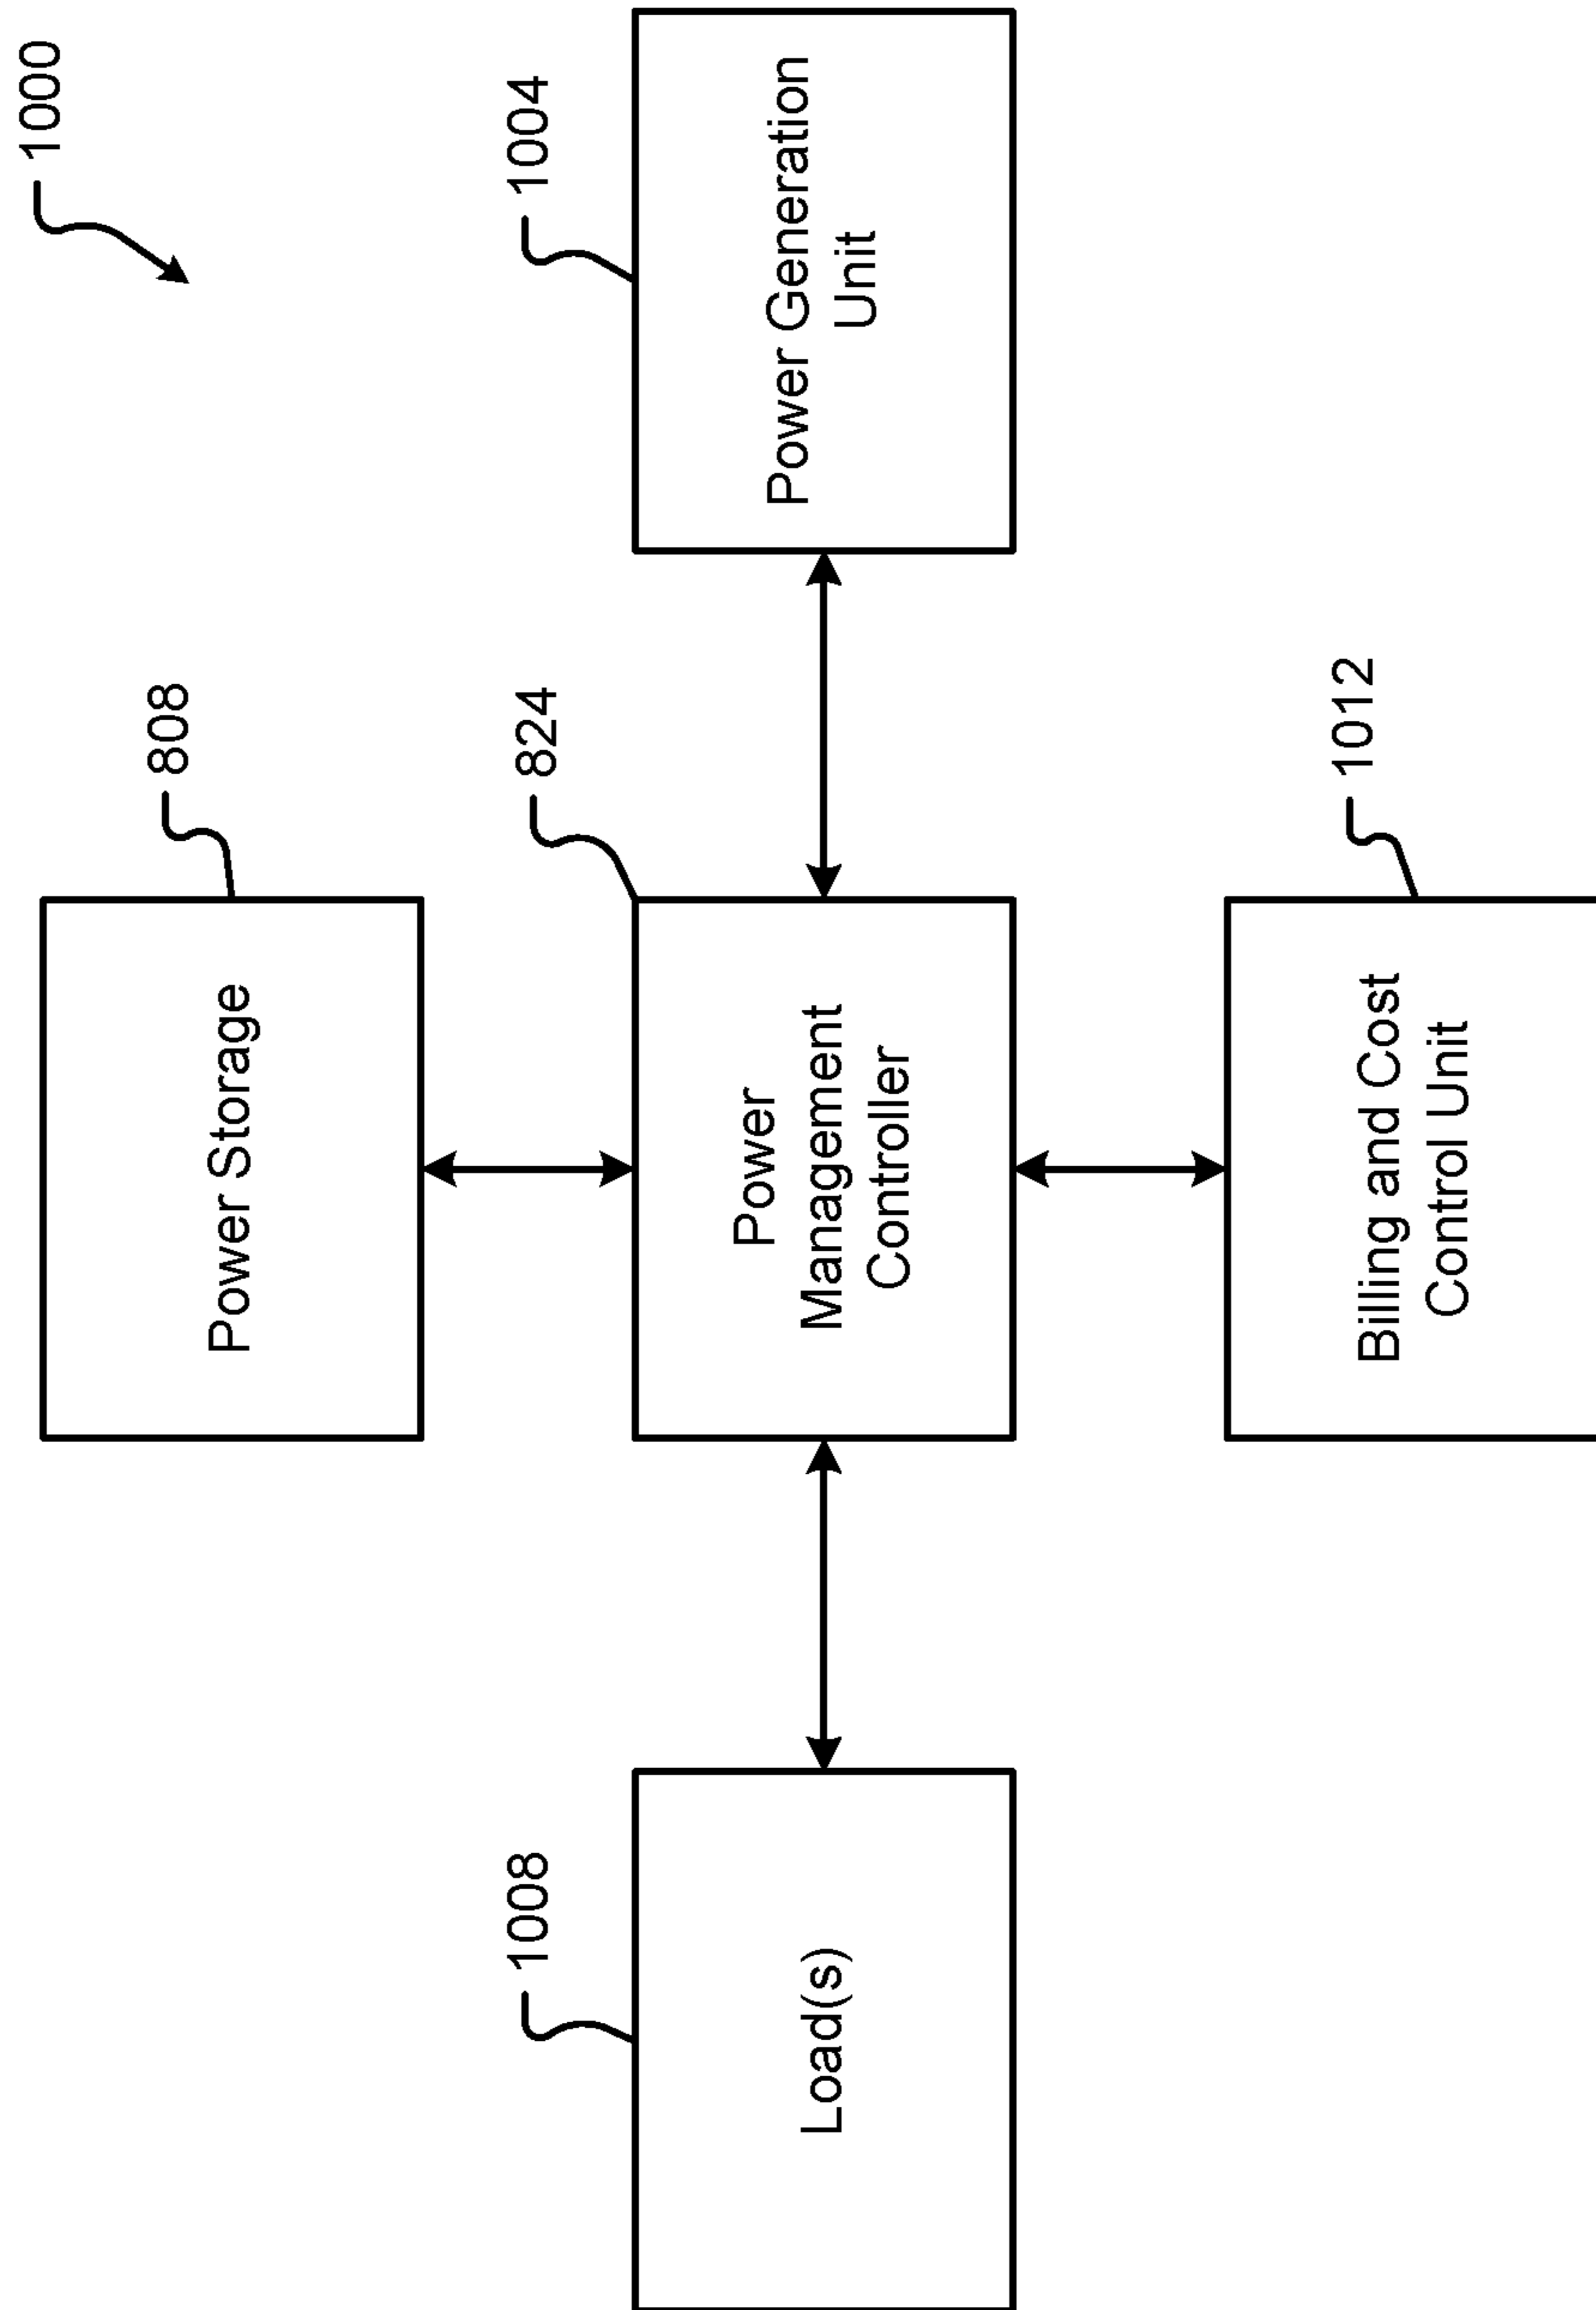 1000
808
Power Storage
1008
Load(s)
824
Power
Management
Controller
1004
Power Generation
Unit
1012
Billing and Cost
Control Unit